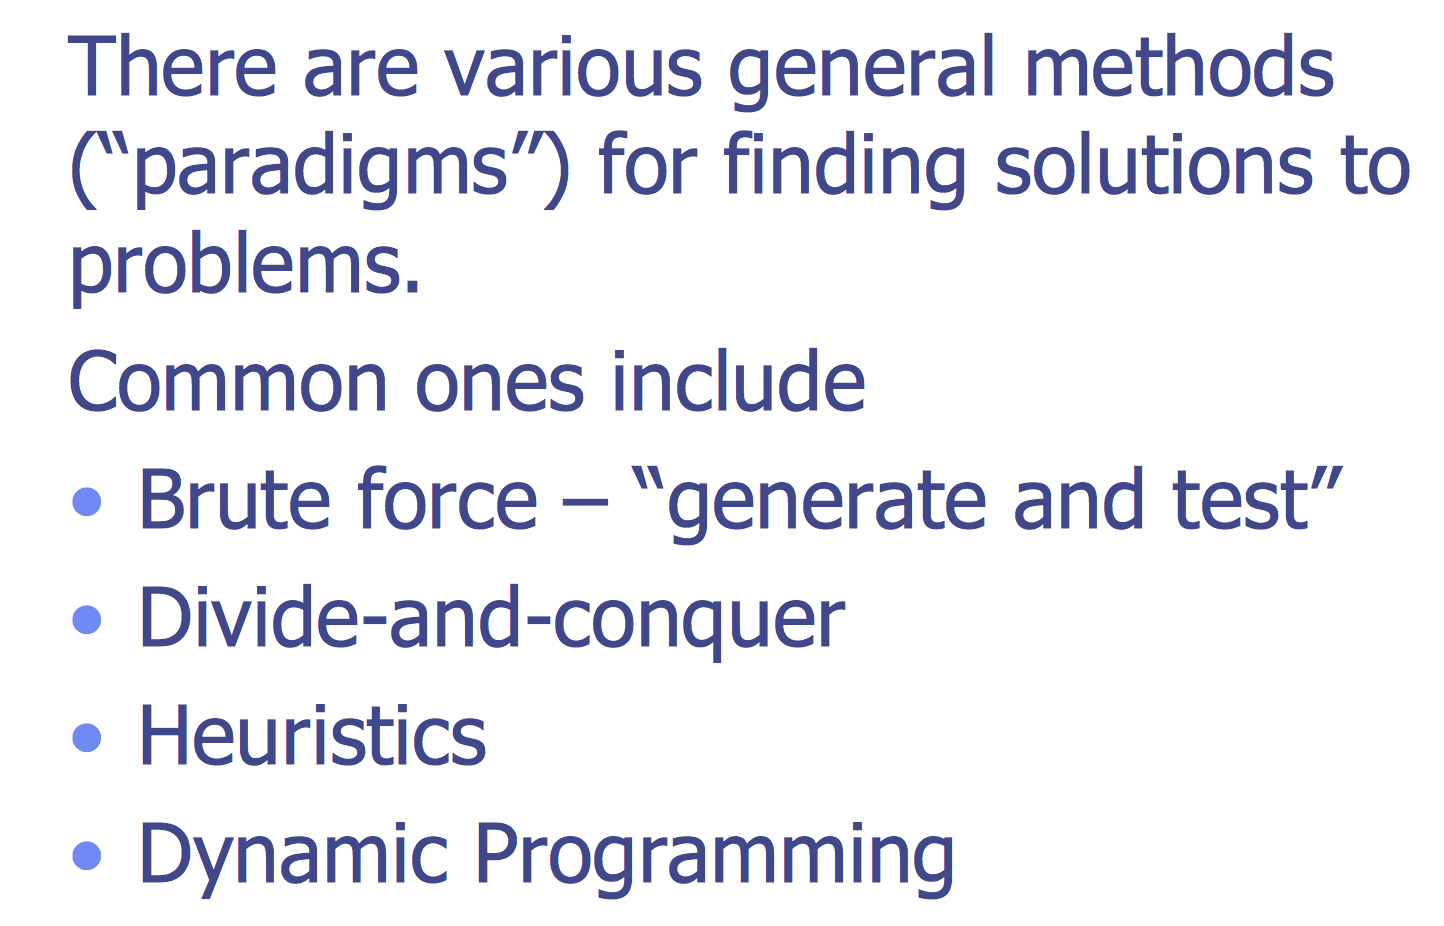 There are various general methods
(“paradigms”) for finding solutions to
problems.
Common ones include
• Brute force – “generate and test”
• Divide-and-conquer
• Heuristics
• Dynamic Programming